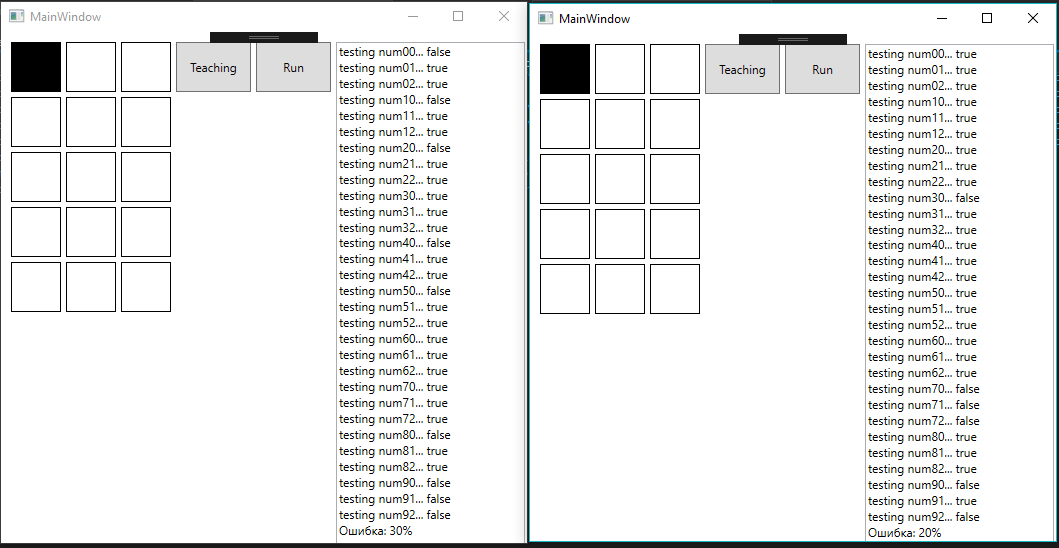 MainWindow
Teaching
Run
testing num00... false
testing num01... true
testing num02... true
testing num10... false
testing num11... true
testing num12... true
testing num20... false
testing num21... true
testing num22... true
testing num30... true
testing num31... true
testing num32... true
testing num40... false
testing num41... true
testing num42... true
testing num50... false
testing num51... true
testing num52... true
testing num60... true
testing num61... true
testing num62... true
testing num70... true
testing num71... true
testing num72... true
testing num80... false
testing num81... true
testing num82... true
testing num90... false
testing num91... false
testing num92... false
Ошибка: 30%
MainWindow
Teaching
Run
testing num00... true
testing num01... true
testing num02... true
testing num10... true
testing num11... true
testing num12... true
testing num20... true
testing num21... true
testing num22... true
testing num30... false
testing num31... true
testing num32... true
testing num40... true
testing num41... true
testing num42... true
testing num50... true
testing num51... true
testing num52... true
testing num60... true
testing num61... true
testing num62... true
testing num70... false
testing num71... false
testing num72... false
testing num80... true
testing num81... true
testing num82... true
testing num90... false
testing num91... true
testing num92... false
Ошибка: 20%